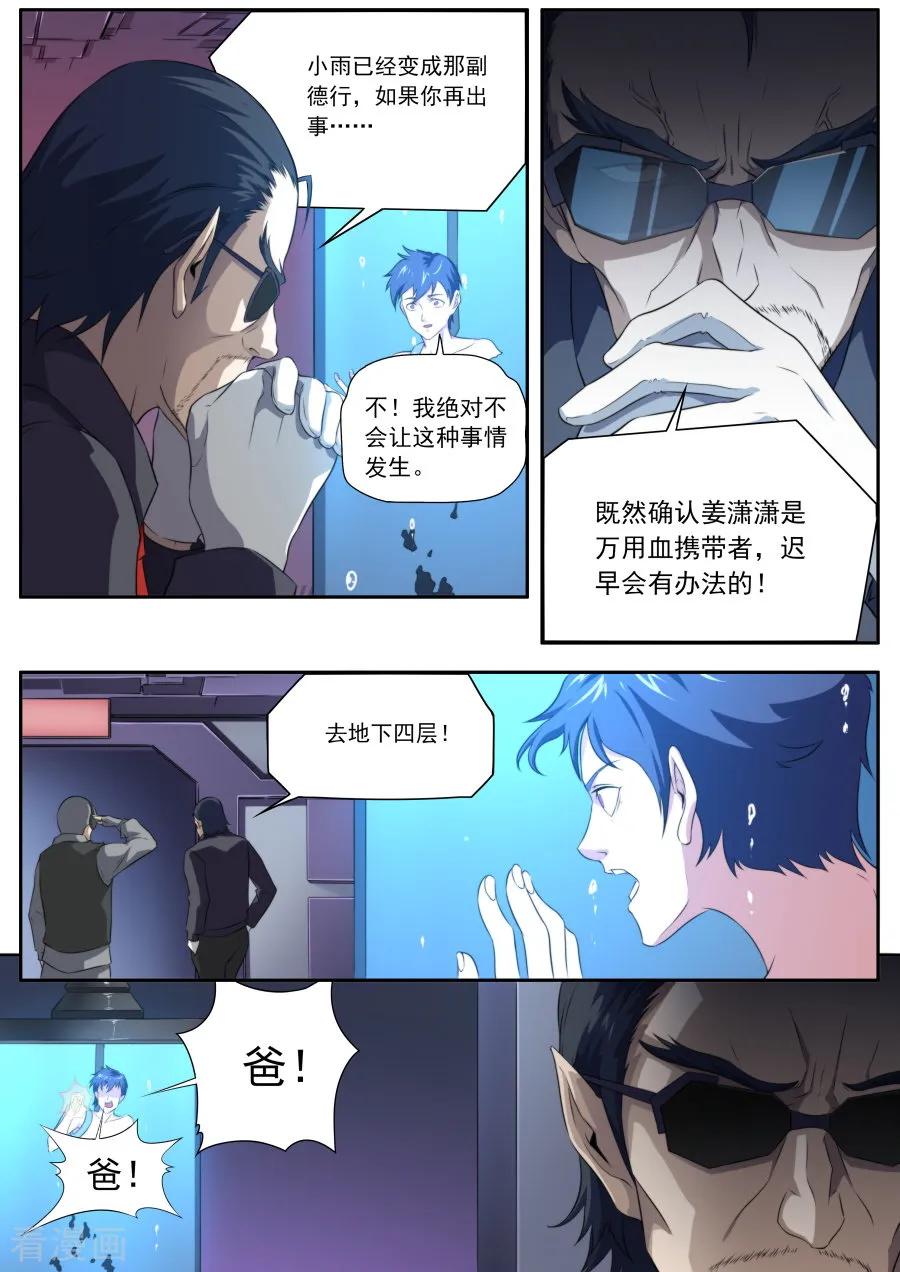 小雨已经变成那副
德行，如果你再出
事……
不！我绝对不
会让这种事情
发生。
既然确认姜潇潇是
万用血携带者，迟
早会有办法的！
去地下四层！
爸！
爸！
看漫画